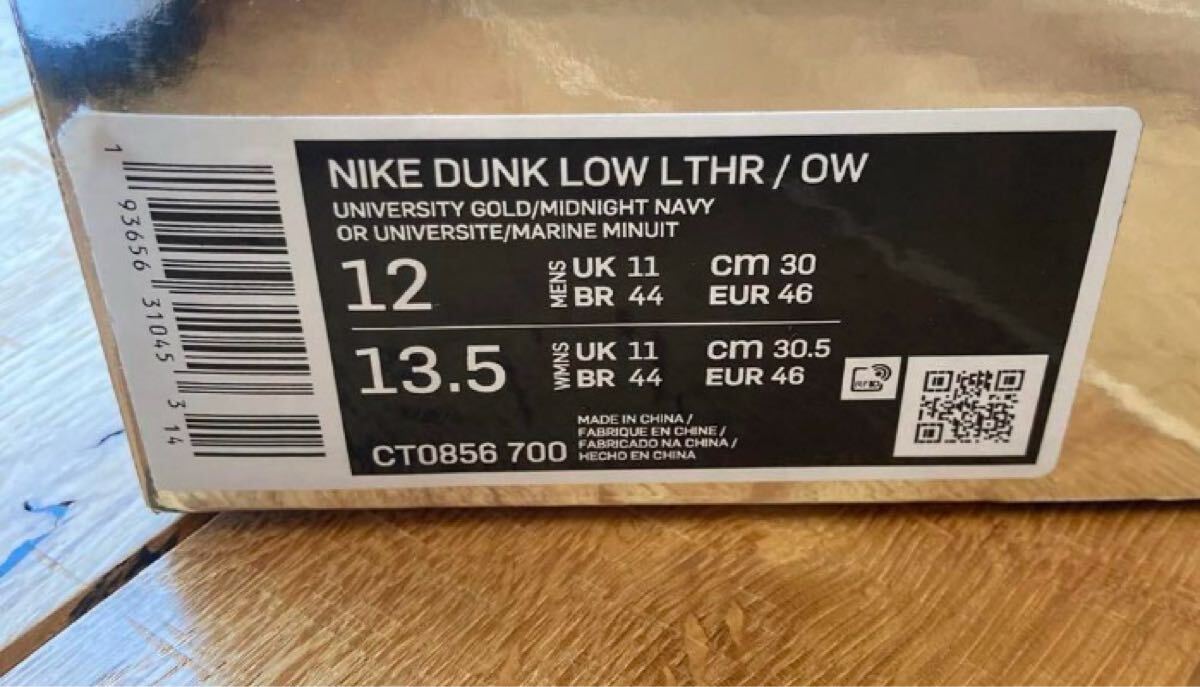 1 93656 31045 3 14
NIKE DUNK LOW LTHR / OW
UNIVERSITY GOLD/MIDNIGHT NAVY
OR UNIVERSITE/MARINE MINUIT
12 MENS UK 11 cm 30
BR 44 EUR 46
13.5 WMNS UK 11 cm 30.5
BR 44 EUR 46
RFID
CT0856 700
MADE IN CHINA /
FABRIQUE EN CHINE /
FABRICADO NA CHINA /
HECHO EN CHINA